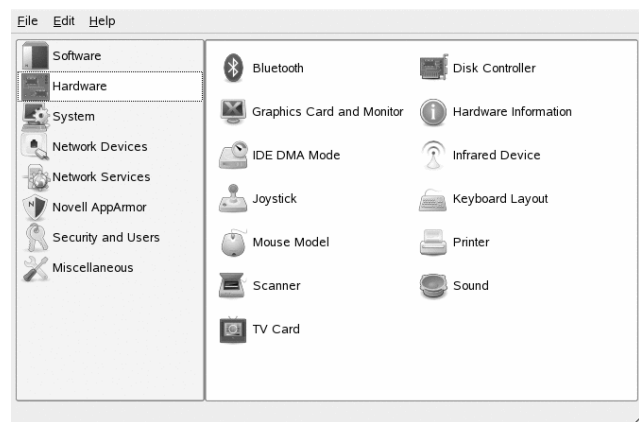 File Edit Help
Software
Hardware
System
Network Devices
Network Services
Novell AppArmor
Security and Users
Miscellaneous
Bluetooth
Disk Controller
Graphics Card and Monitor
Hardware Information
IDE DMA Mode
Infrared Device
Joystick
Keyboard Layout
Mouse Model
Printer
Scanner
Sound
TV Card